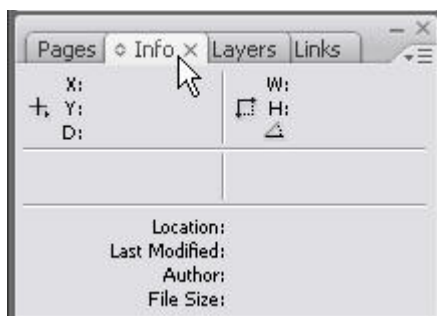 Pages Info Layers Links
X: W:
Y: H:
D:
Location:
Last Modified:
Author:
File Size: